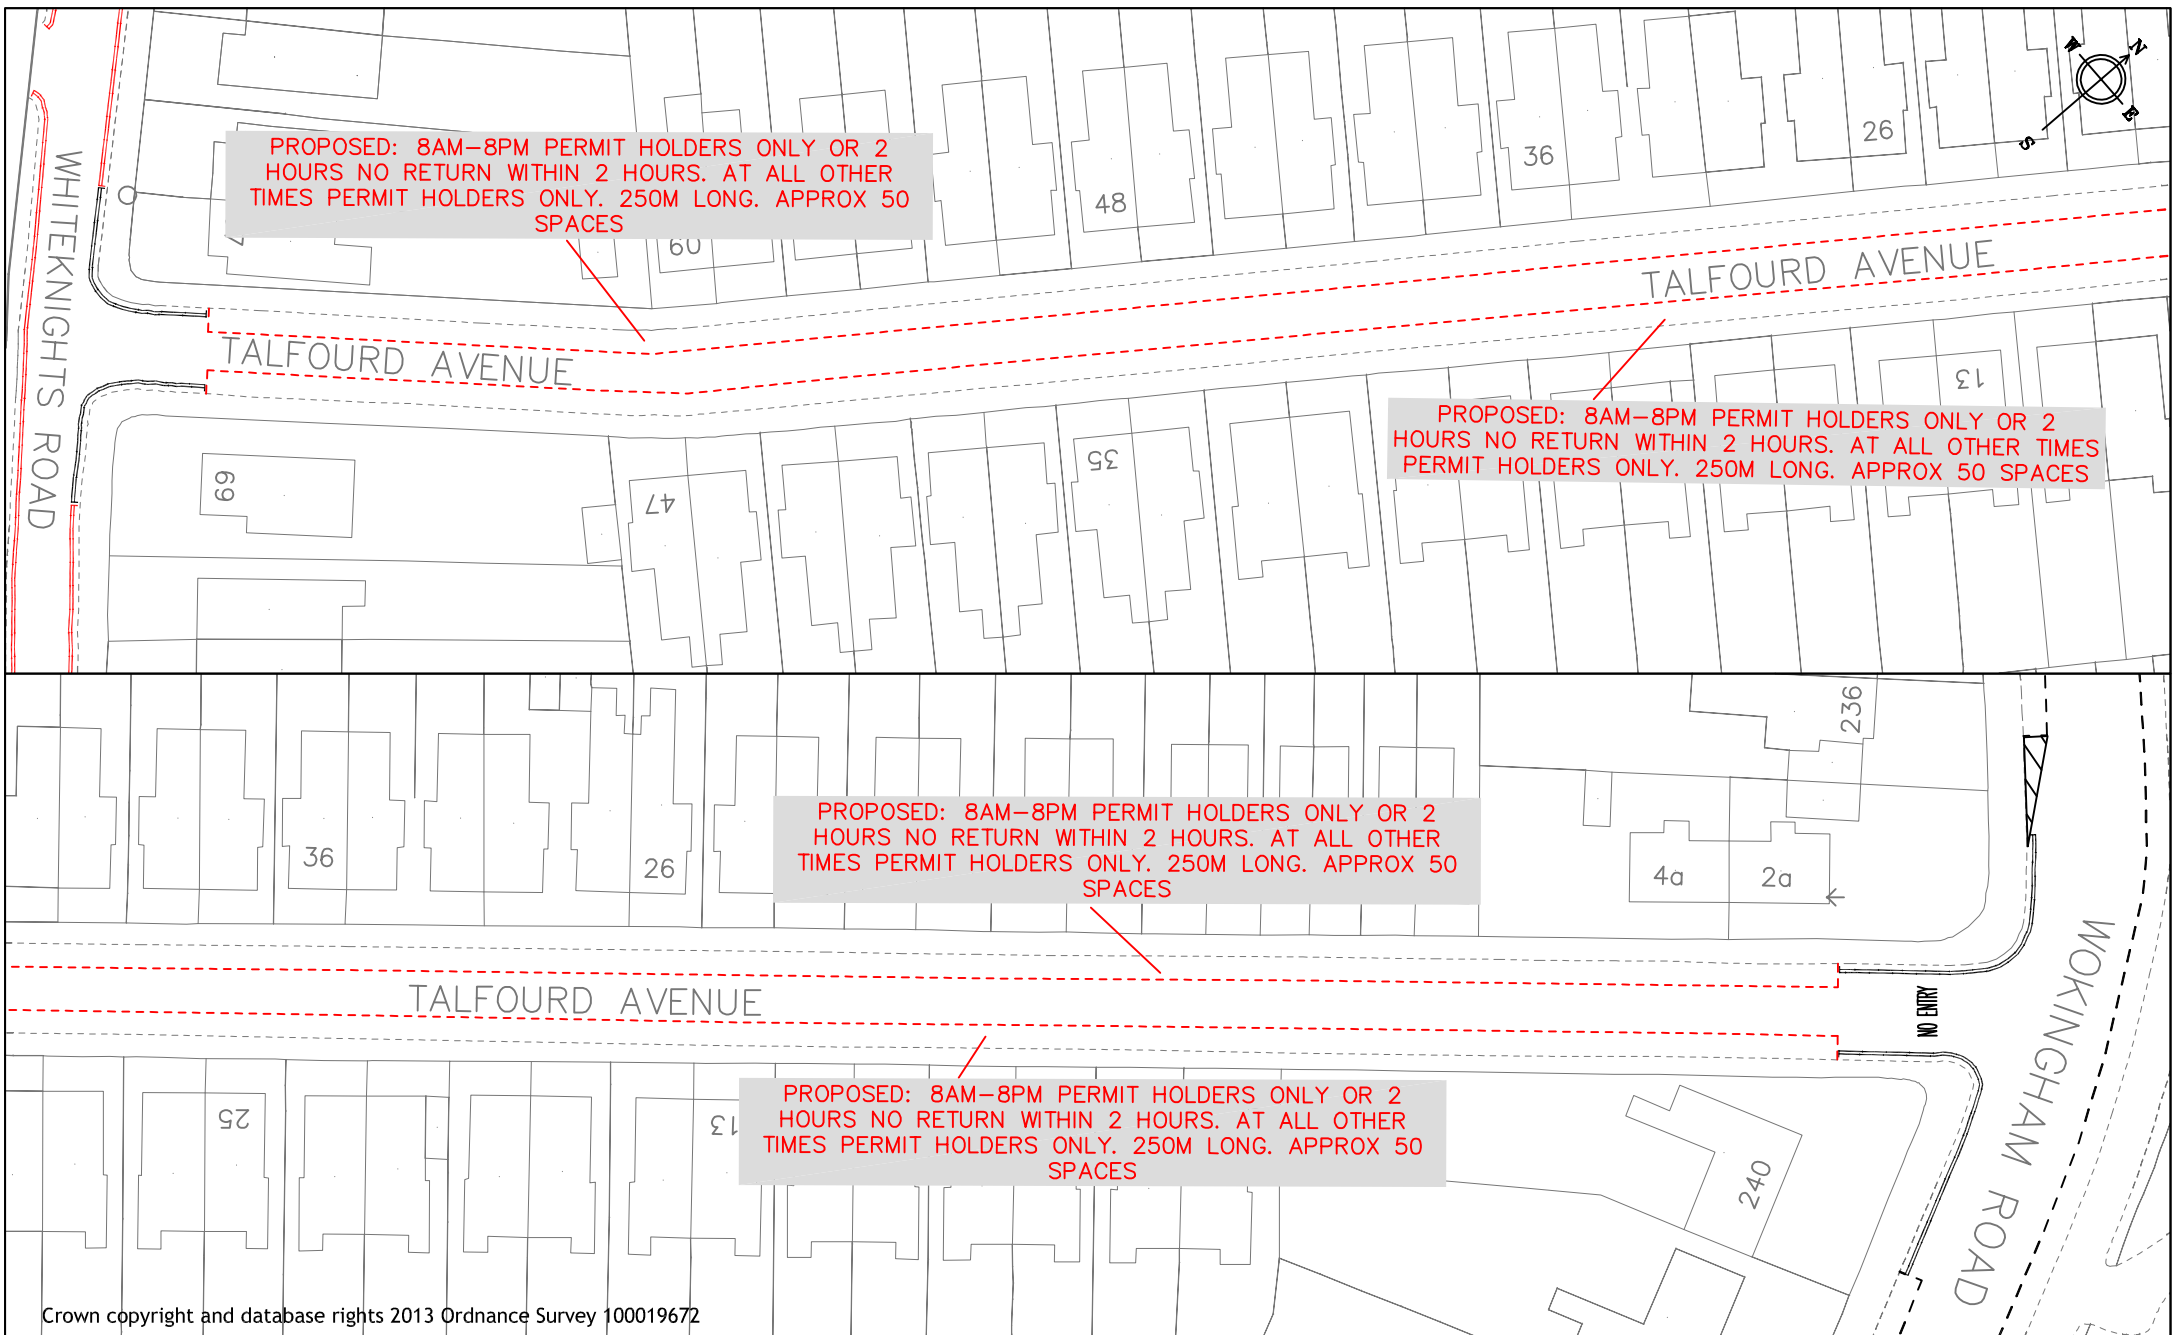 W
N
E
S
26
36
48
PROPOSED: 8AM-8PM PERMIT HOLDERS ONLY OR 2
HOURS NO RETURN WITHIN 2 HOURS. AT ALL OTHER
TIMES PERMIT HOLDERS ONLY. 250M LONG. APPROX 50
SPACES
60
WHITEKNIGHTS ROAD
TALFOURD AVENUE
TALFOURD AVENUE
13
PROPOSED: 8AM-8PM PERMIT HOLDERS ONLY OR 2
HOURS NO RETURN WITHIN 2 HOURS. AT ALL OTHER TIMES
PERMIT HOLDERS ONLY. 250M LONG. APPROX 50 SPACES
35
47
69
236
36
26
PROPOSED: 8AM-8PM PERMIT HOLDERS ONLY OR 2
HOURS NO RETURN WITHIN 2 HOURS. AT ALL OTHER
TIMES PERMIT HOLDERS ONLY. 250M LONG. APPROX 50
SPACES
4a
2a
TALFOURD AVENUE
NO ENTRY
WOKINGHAM ROAD
25
13
PROPOSED: 8AM-8PM PERMIT HOLDERS ONLY OR 2
HOURS NO RETURN WITHIN 2 HOURS. AT ALL OTHER
TIMES PERMIT HOLDERS ONLY. 250M LONG. APPROX 50
SPACES
240
Crown copyright and database rights 2013 Ordnance Survey 100019672